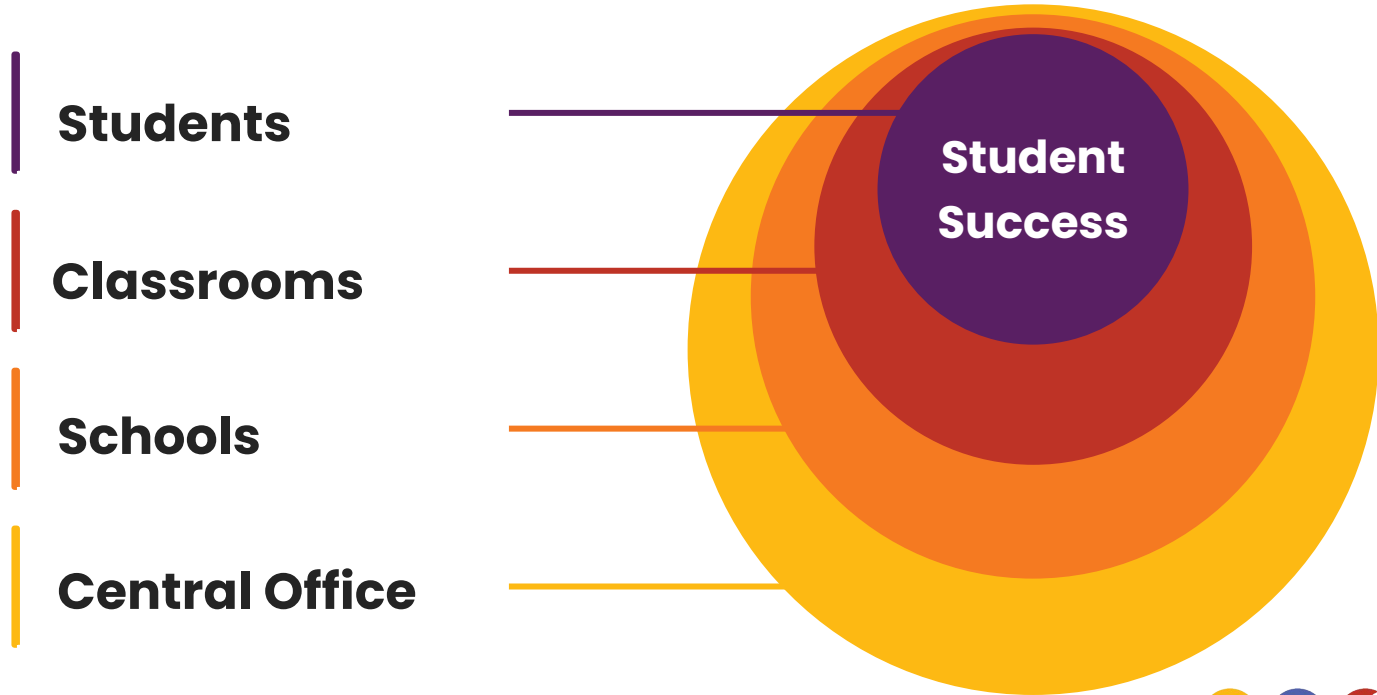 Students
Student
Success
Classrooms
Schools
Central Office